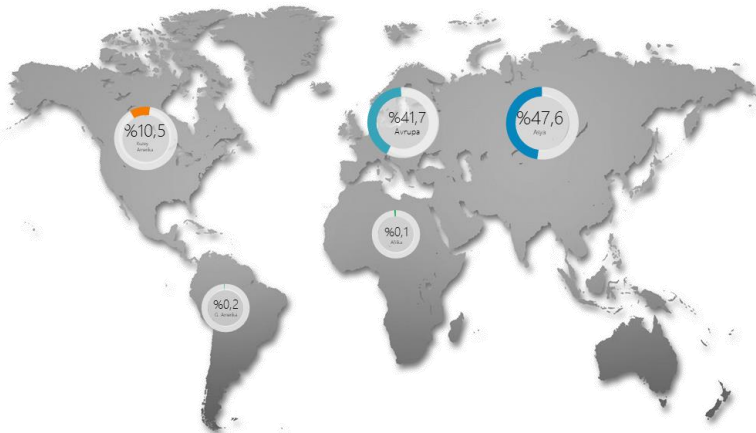 %10,5
Kuzey
Amerika
%41,7
Avrupa
%47,6
Asya
%0,1
Afrika
%0,2
G. Amerika